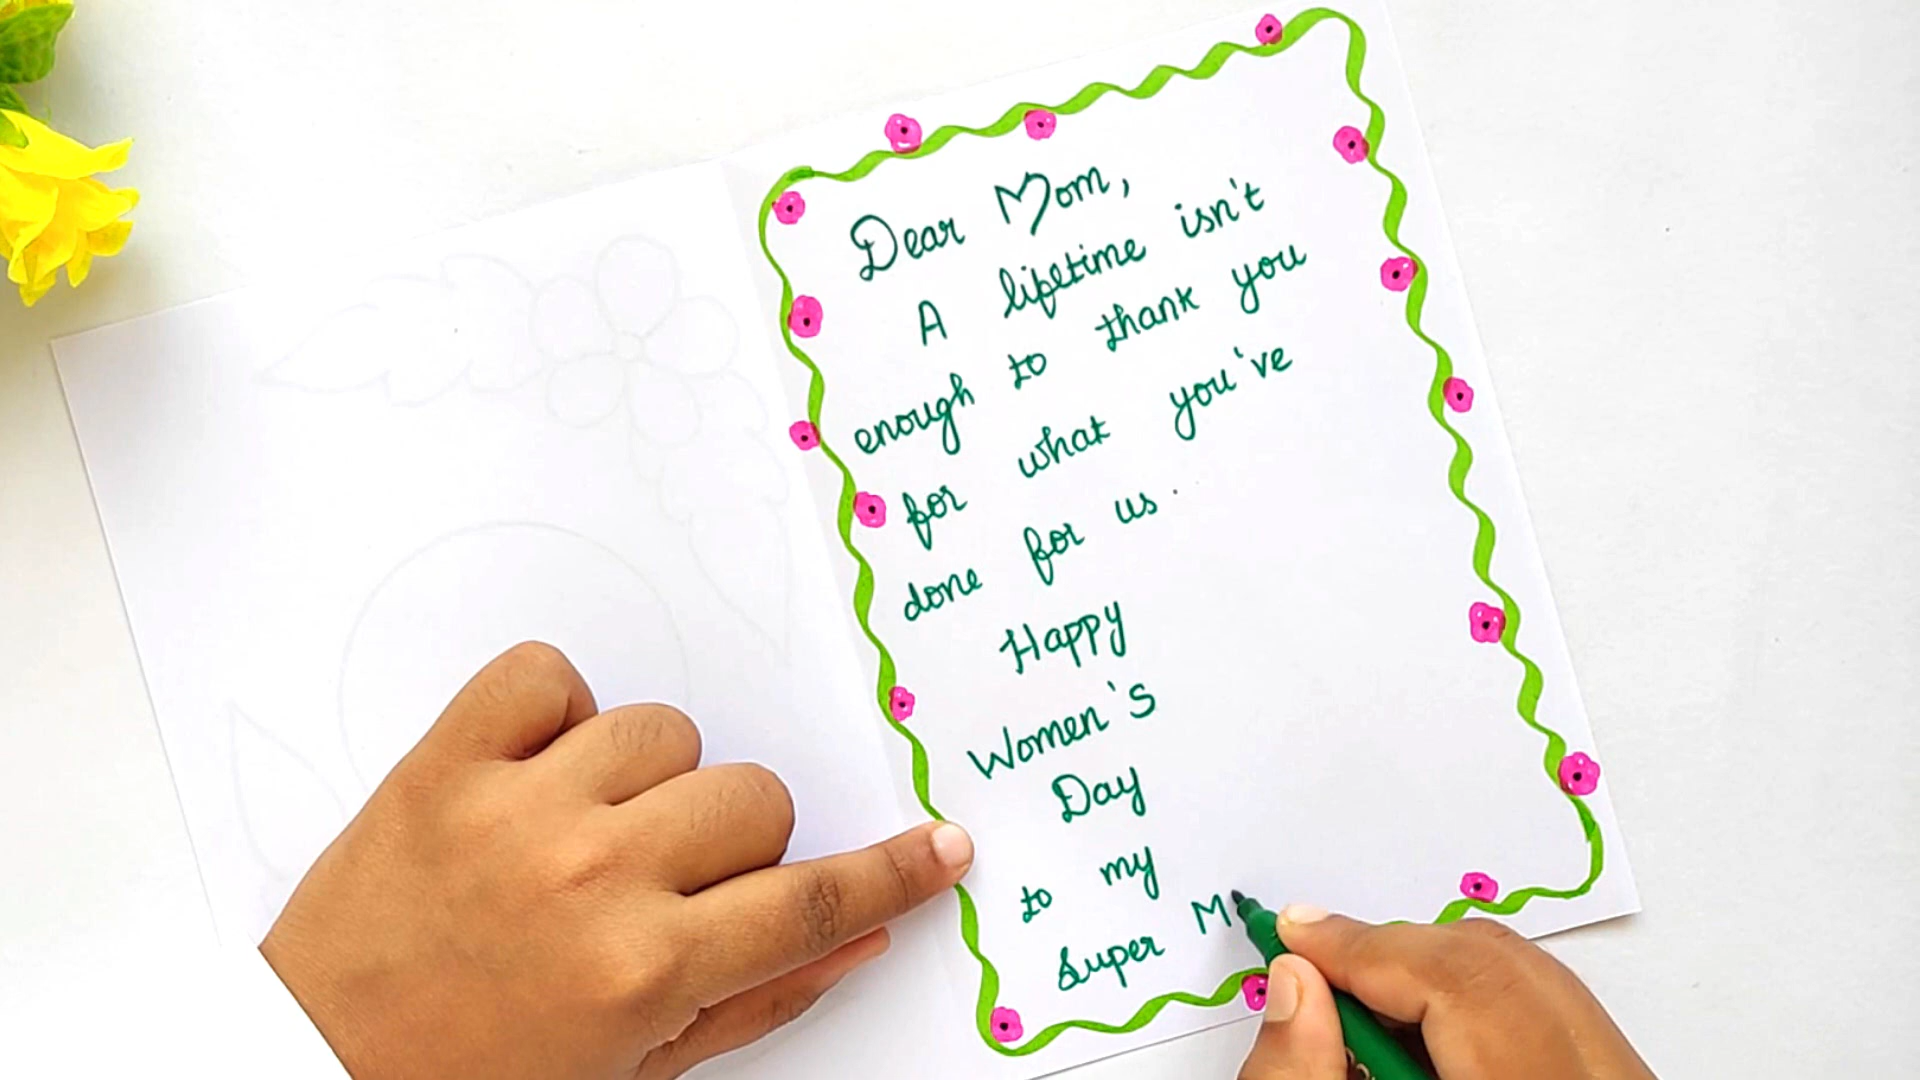 Dear Mom,
A lifetime isn't
enough to thank you
for what you've
done for us.
Happy
Women's
Day
to my
Super M